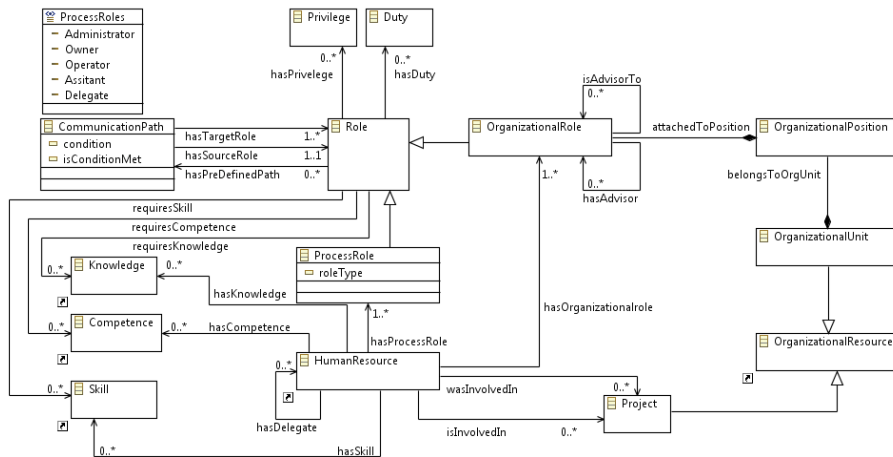 ProcessRoles
Administrator
Owner
Operator
Assitant
Delegate
Privilege
Duty
0..*
hasPrivelege
0..*
hasDuty
CommunicationPath
condition
isConditionMet
hasTargetRole
1..*
hasSourceRole
1..1
hasPreDefinedPath
0..*
Role
OrganizationalRole
isAdvisorTo
0..*
0..*
hasAdvisor
attachedToPosition
OrganizationalPosition
belongsToOrgUnit
OrganizationalUnit
OrganizationalResource
requiresSkill
requiresCompetence
requiresKnowledge
ProcessRole
roleType
1..*
hasOrganizationalrole
0..*
Knowledge
0..*
hasKnowledge
1..*
hasProcessRole
0..*
Competence
0..*
hasCompetence
HumanResource
0..*
hasDelegate
wasInvolvedIn
0..*
isInvolvedIn
0..*
Project
0..*
Skill
0..*
hasSkill